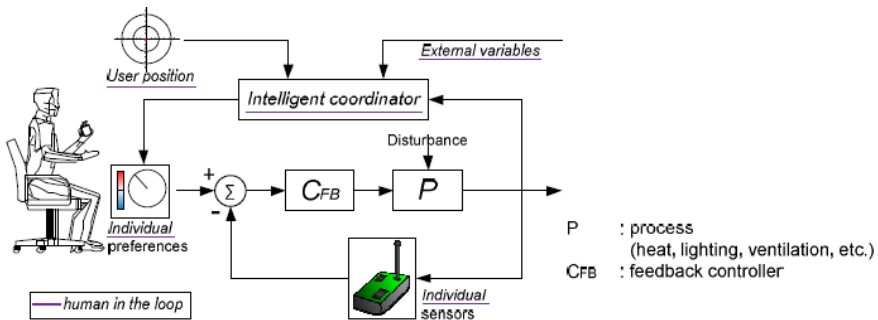 User position
External variables
Intelligent coordinator
Disturbance
+
Σ
-
CFB
P
Individual
preferences
Individual
sensors
human in the loop
P : process
(heat, lighting, ventilation, etc.)
CFB : feedback controller